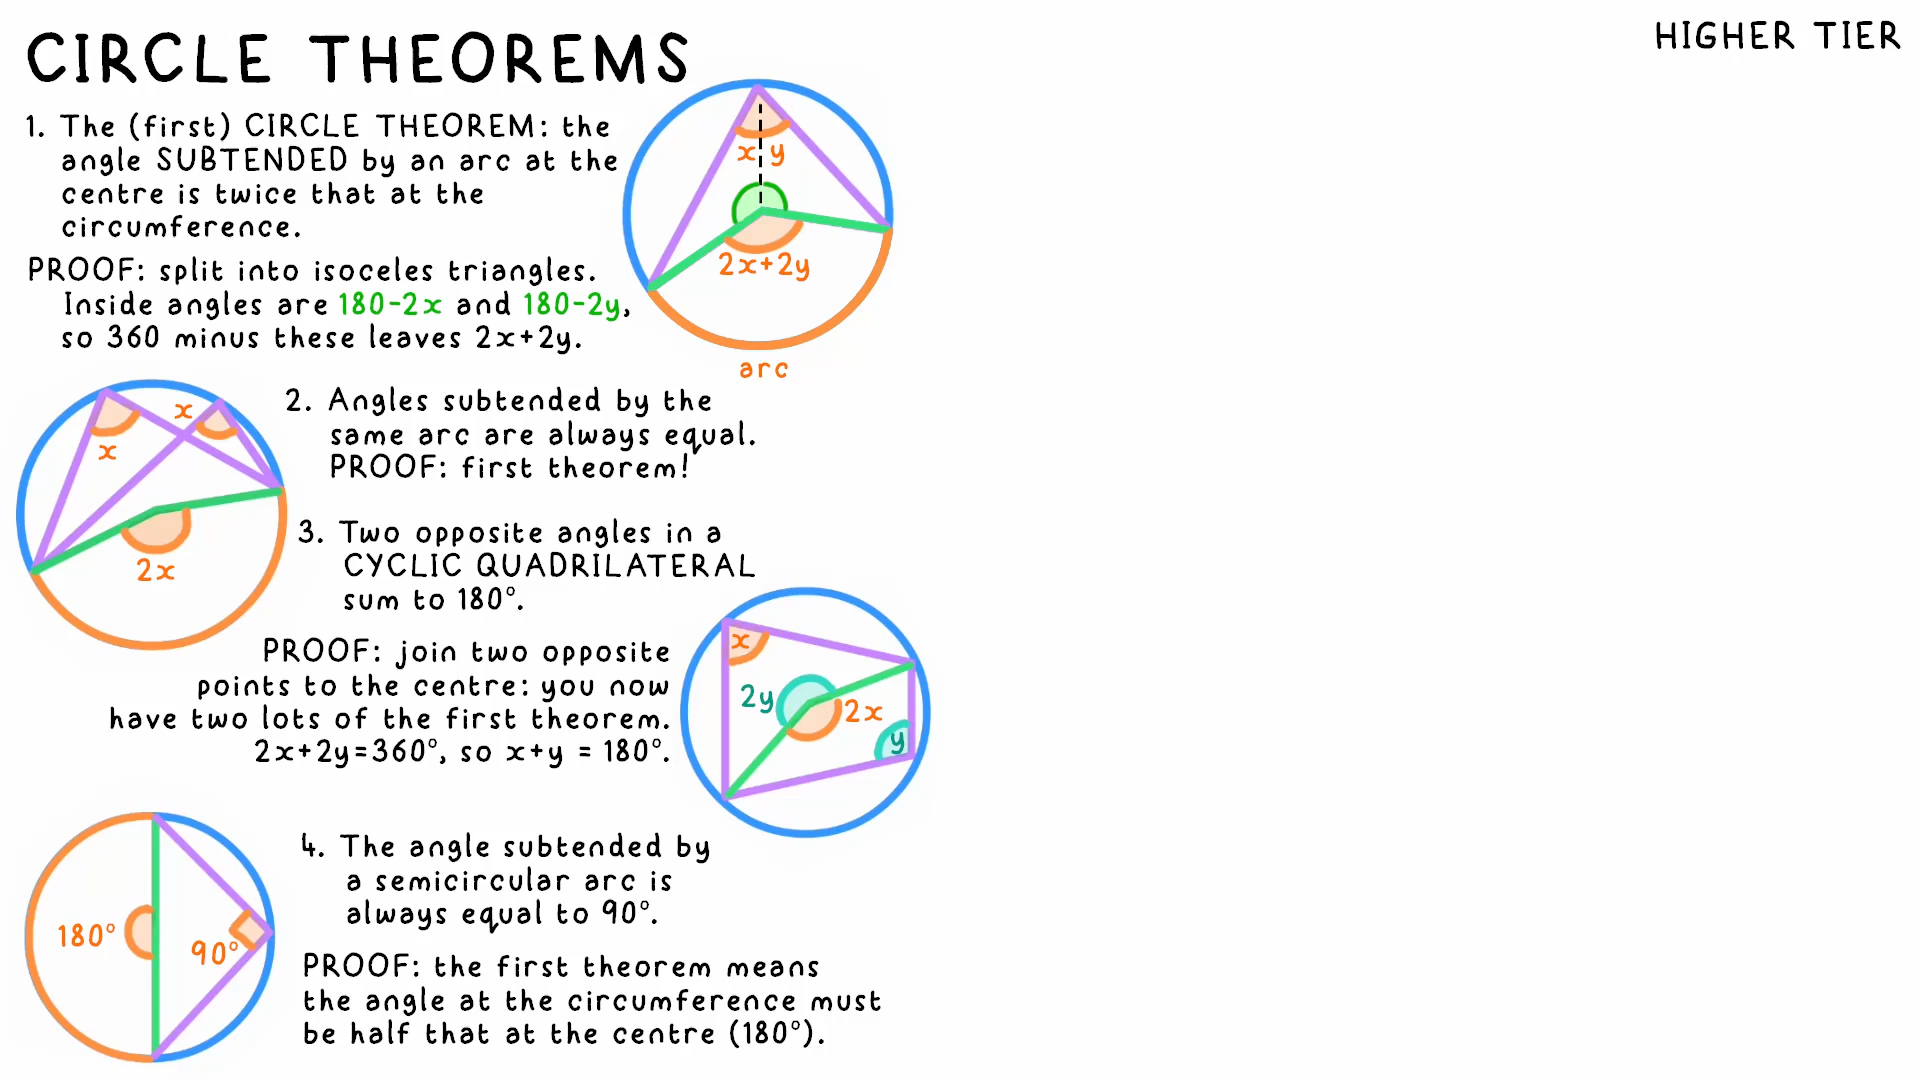 CIRCLE THEOREMS
HIGHER TIER
1. The (first) CIRCLE THEOREM: the
angle SUBTENDED by an arc at the
centre is twice that at the
circumference.
PROOF: split into isoceles triangles.
Inside angles are 180-2x and 180-2y,
so 360 minus these leaves 2x+2y.
x y
2x+2y
arc
x
x
2x
2. Angles subtended by the
same arc are always equal.
PROOF: first theorem!
3. Two opposite angles in a
CYCLIC QUADRILATERAL
sum to 180°.
PROOF: join two opposite
points to the centre: you now
have two lots of the first theorem.
2x+2y=360°, so x+y = 180°.
x
2y
2x
y
180°
90°
4. The angle subtended by
a semicircular arc is
always equal to 90°.
PROOF: the first theorem means
the angle at the circumference must
be half that at the centre (180°).